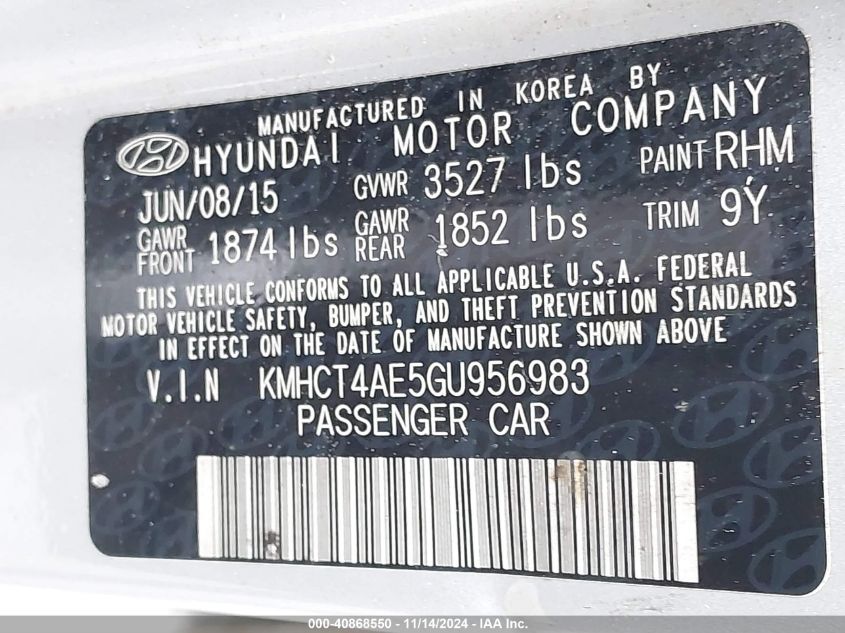 MANUFACTURED IN KOREA BY
HYUNDAI MOTOR COMPANY
JUN/08/15 GVWR 3527 lbs PAINT RHM
GAWR FRONT 1874 lbs GAWR REAR 1852 lbs TRIM 9Y
THIS VEHICLE CONFORMS TO ALL APPLICABLE U.S.A. FEDERAL
MOTOR VEHICLE SAFETY, BUMPER, AND THEFT PREVENTION STANDARDS
IN EFFECT ON THE DATE OF MANUFACTURE SHOWN ABOVE
V.I.N KMHCT4AE5GU956983
PASSENGER CAR
000-40868550 - 11/14/2024 - IAAI.com